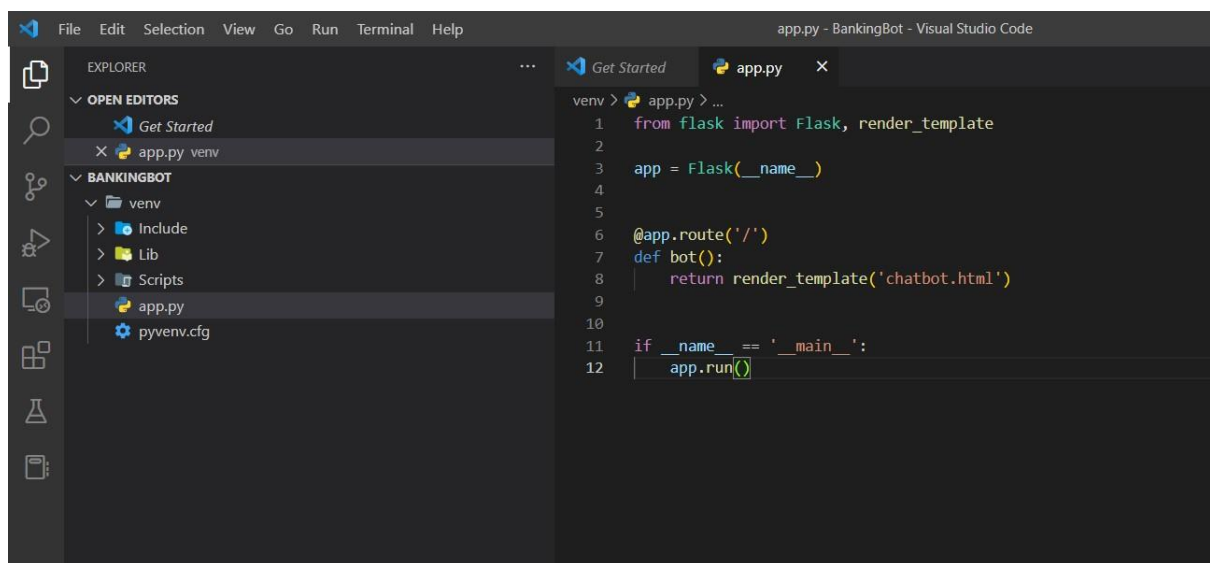 File Edit Selection View Go Run Terminal Help
app.py - BankingBot - Visual Studio Code
EXPLORER
...
Get Started
app.py
OPEN EDITORS
Get Started
app.py venv
BANKINGBOT
venv
Include
Lib
Scripts
app.py
pyvenv.cfg
venv > app.py > ...
1 from flask import Flask, render_template
2
3 app = Flask(__name__)
4
5
6 @app.route('/')
7 def bot():
8     return render_template('chatbot.html')
9
10
11 if __name__ == '__main__':
12     app.run()